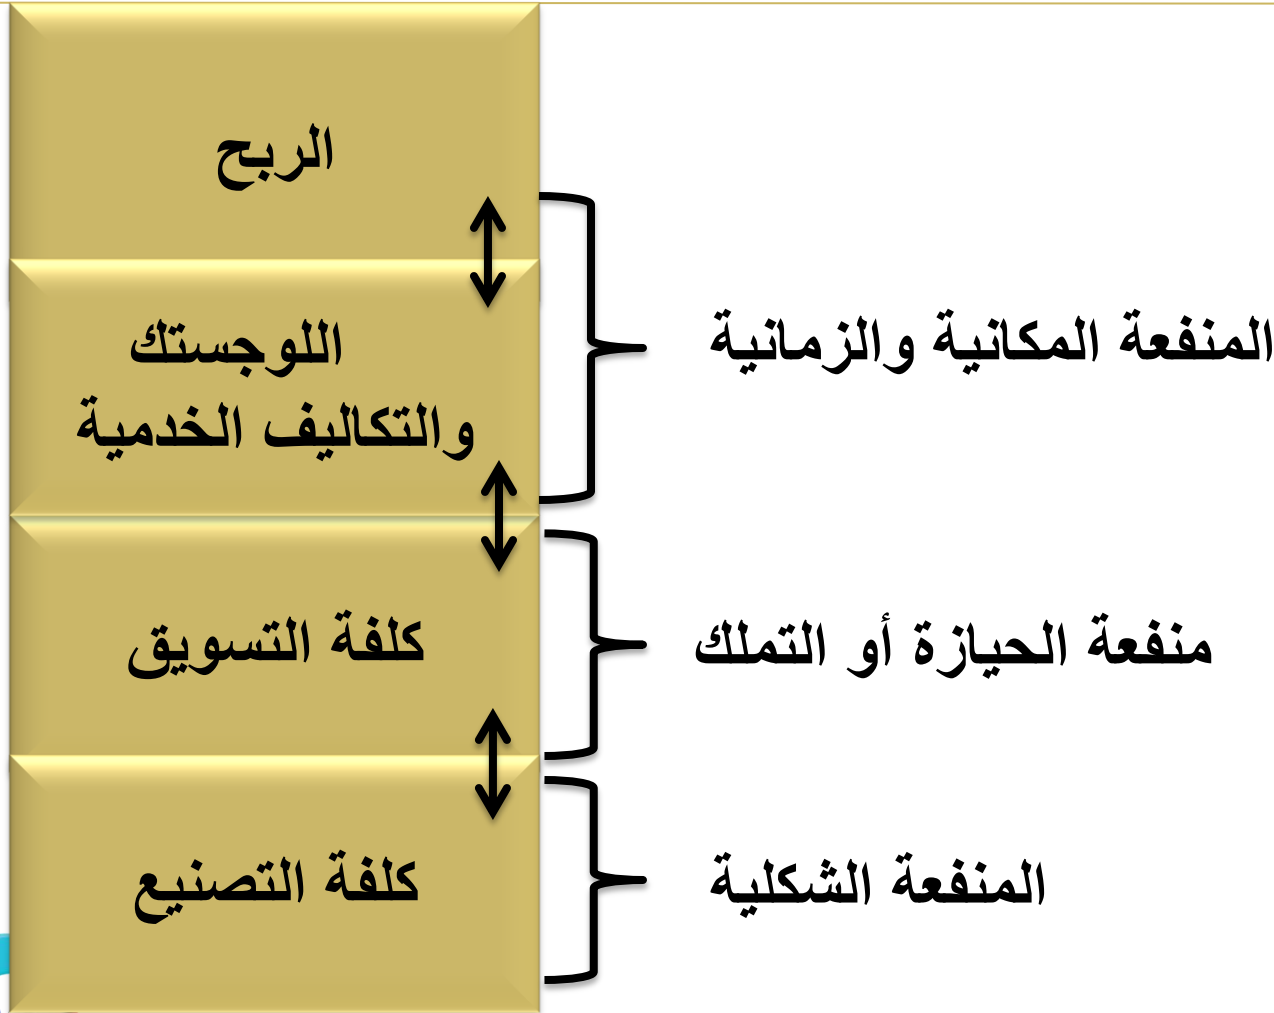 الربح
اللوجستك
والتكاليف الخدمية
المنفعة المكانية والزمانية
كلفة التسويق
منفعة الحيازة أو التملك
كلفة التصنيع
المنفعة الشكلية